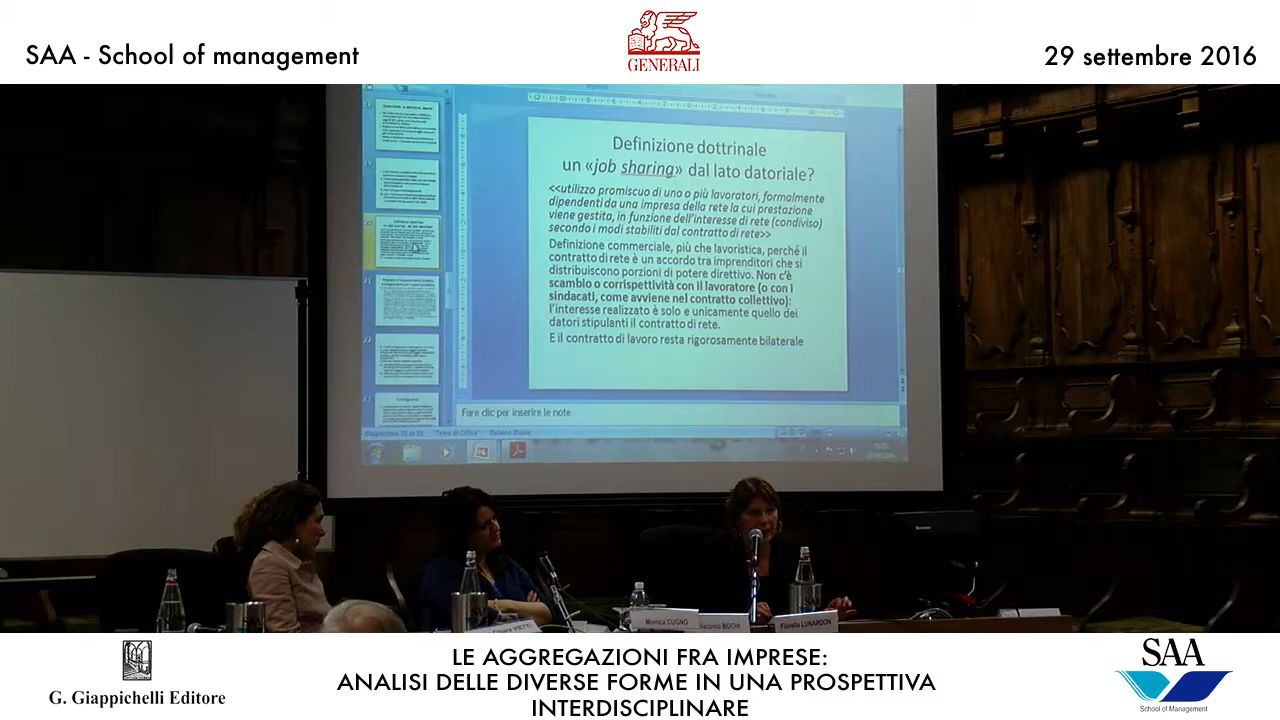 SAA - School of management
GENERALI
29 settembre 2016
Definizione dottrinale
un «job sharing» dal lato datoriale?
<<utilizzo promiscuo di uno o più lavoratori, formalmente
dipendenti da una impresa della rete la cui prestazione
viene gestita, in funzione dell'interesse di rete (condiviso)
secondo i modi stabiliti dal contratto di rete>>
Definizione commerciale, più che lavoristica, perché il
contratto di rete è un accordo tra imprenditori che si
distribuiscono porzioni di potere direttivo. Non c'è
scambio o corrispettività con il lavoratore (o con i
sindacati, come avviene nel contratto collettivo):
l'interesse realizzato è solo e unicamente quello dei
datori stipulanti il contratto di rete.
E il contratto di lavoro resta rigorosamente bilaterale
Fare clic per inserire le note
VIETTI
Monica CUGNO
Giacomo BÜCHI
Fiorella LUNARDON
G. Giappichelli Editore
LE AGGREGAZIONI FRA IMPRESE:
ANALISI DELLE DIVERSE FORME IN UNA PROSPETTIVA
INTERDISCIPLINARE
SAA
School of Management